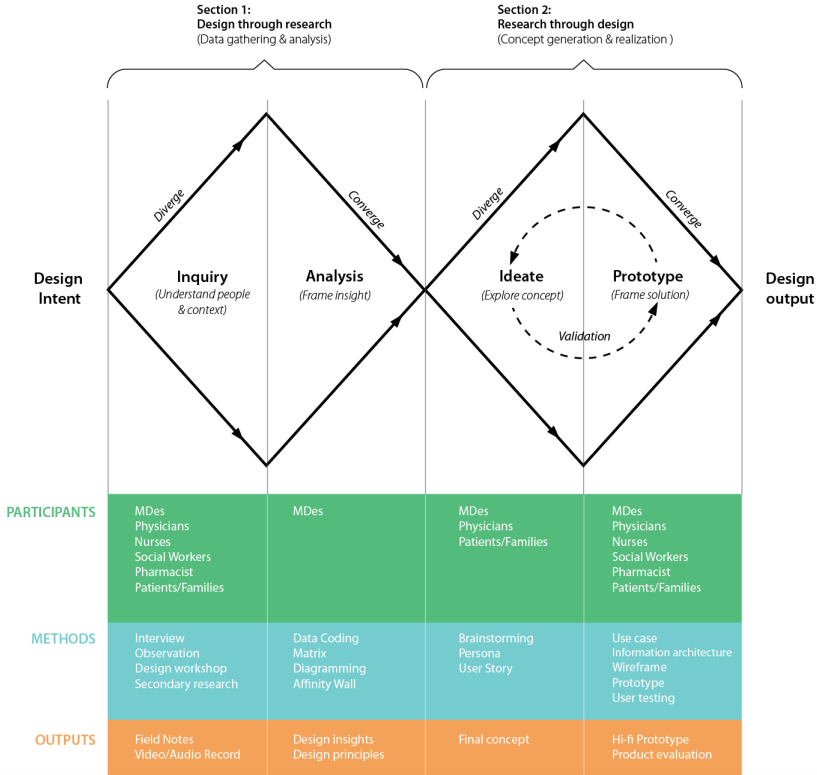 Section 1:
Design through research
(Data gathering & analysis)
Section 2:
Research through design
(Concept generation & realization )
Diverge
Converge
Diverge
Converge
Design
Intent
Inquiry
(Understand people
& context)
Analysis
(Frame insight)
Ideate
(Explore concept)
Prototype
(Frame solution)
Validation
Design
output
PARTICIPANTS
MDes
Physicians
Nurses
Social Workers
Pharmacist
Patients/Families
MDes
MDes
Physicians
Patients/Families
MDes
Physicians
Nurses
Social Workers
Pharmacist
Patients/Families
METHODS
Interview
Observation
Design workshop
Secondary research
Data Coding
Matrix
Diagramming
Affinity Wall
Brainstorming
Persona
User Story
Use case
Information architecture
Wireframe
Prototype
User testing
OUTPUTS
Field Notes
Video/Audio Record
Design insights
Design principles
Final concept
Hi-fi Prototype
Product evaluation